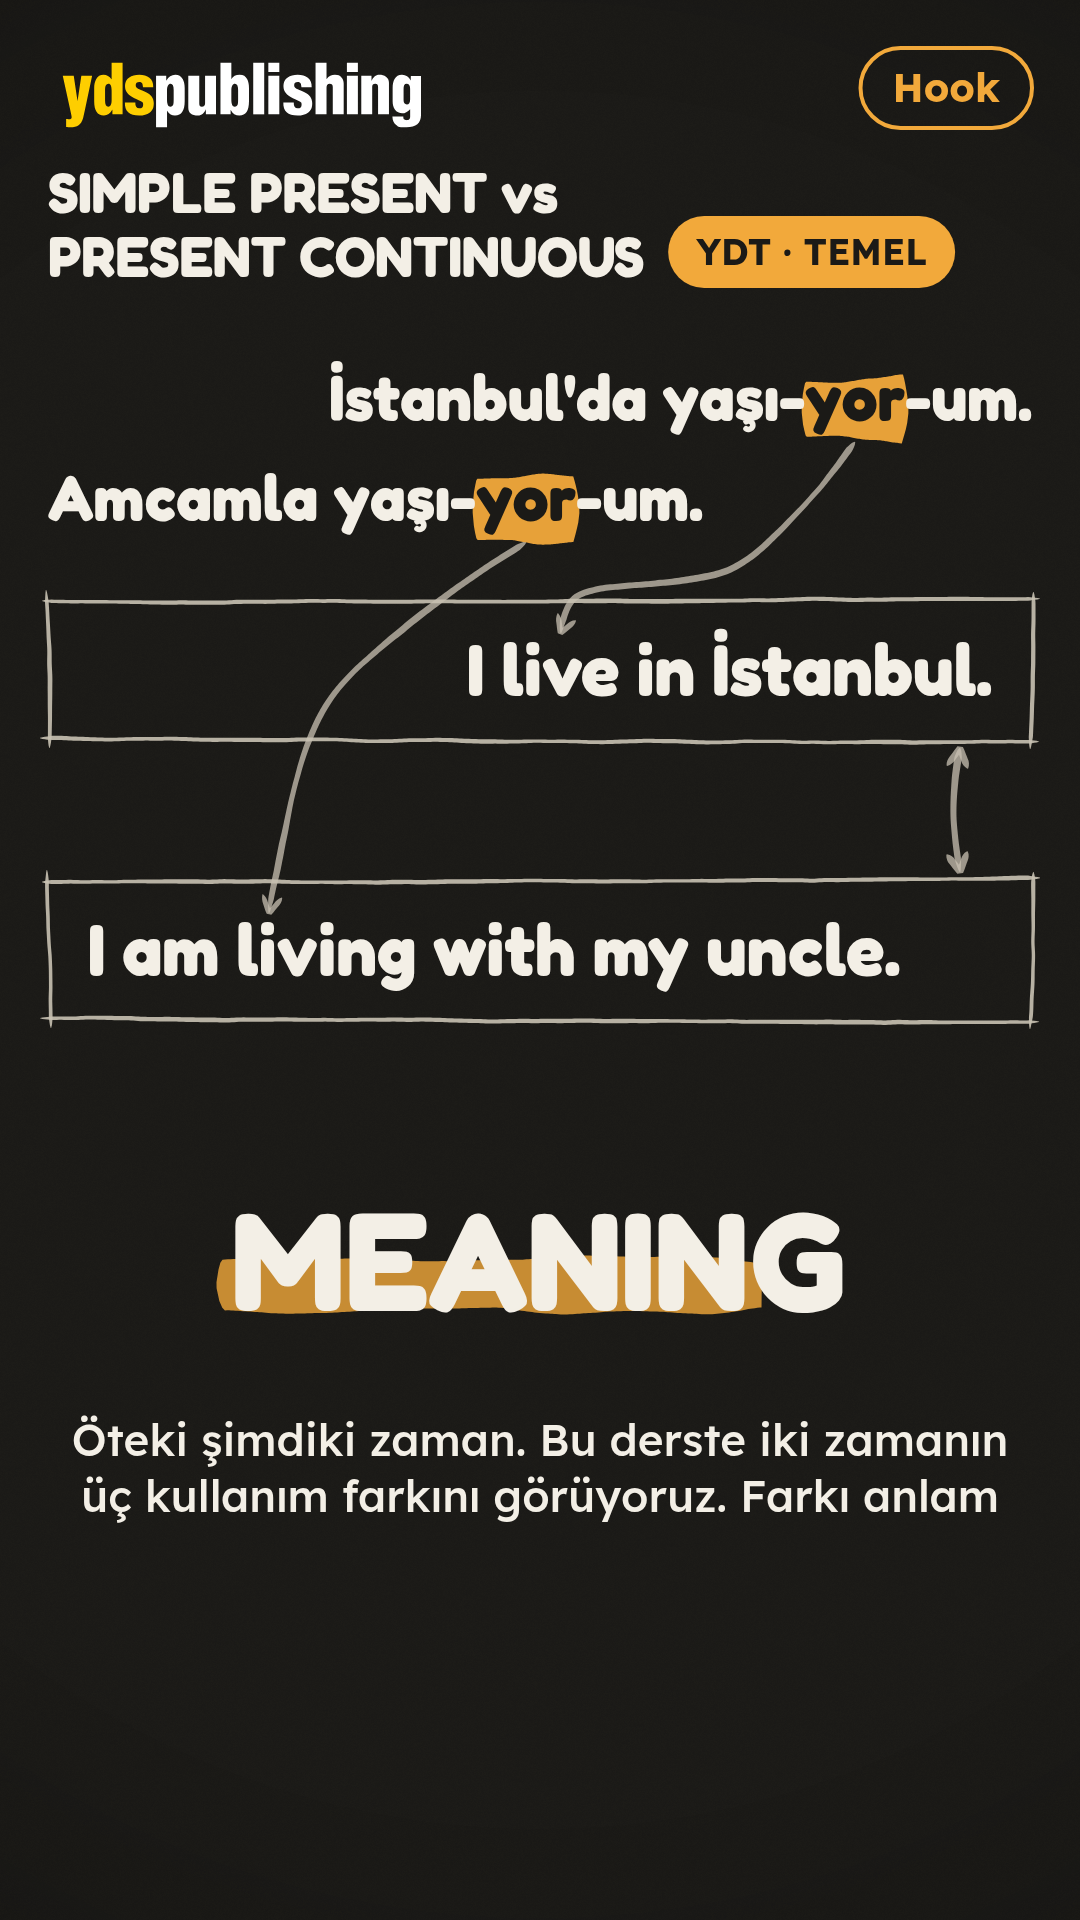 ydspublishing
Hook
SIMPLE PRESENT vs
PRESENT CONTINUOUS
YDT · TEMEL
İstanbul'da yaşı-yor-um.
Amcamla yaşı-yor-um.
I live in İstanbul.
I am living with my uncle.
MEANING
Öteki şimdiki zaman. Bu derste iki zamanın
üç kullanım farkını görüyoruz. Farkı anlam